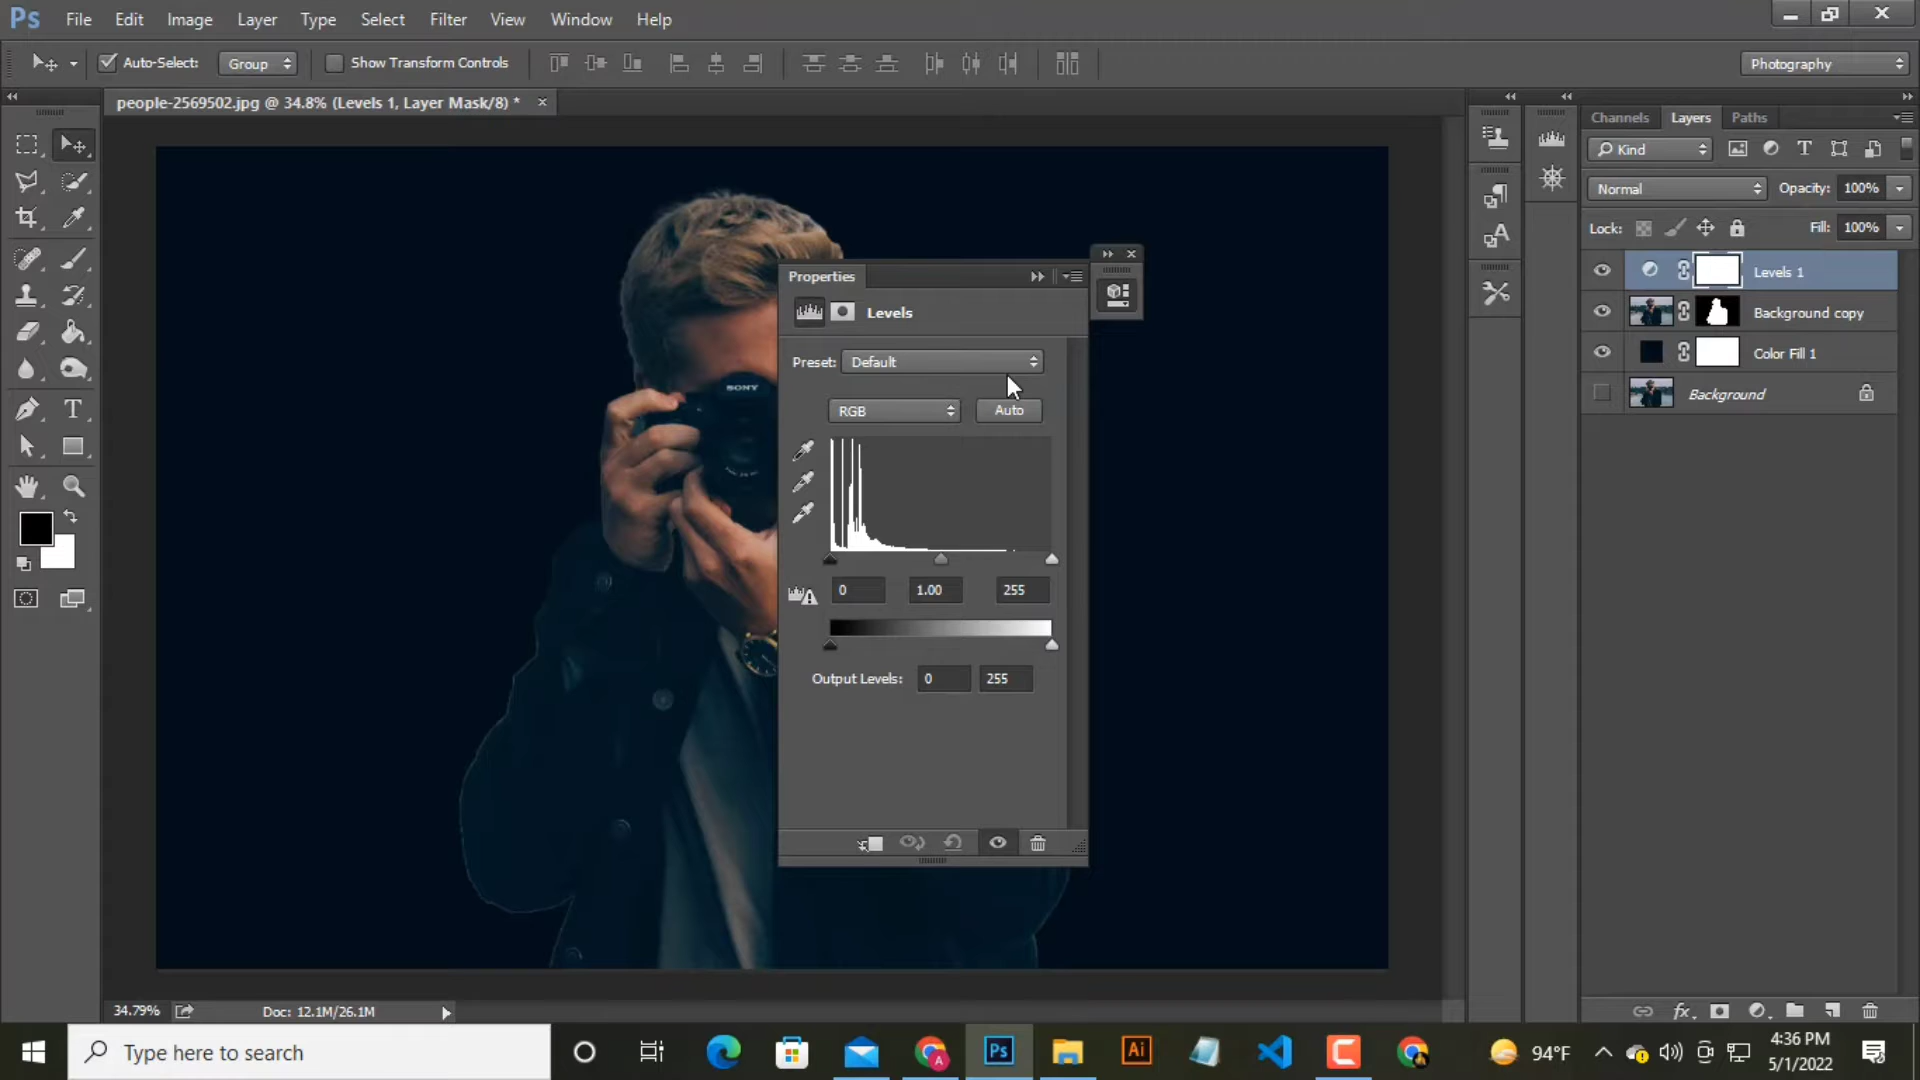 Ps File Edit Image Layer Type Select Filter View Window Help
Auto-Select: Group Show Transform Controls Photography
people-2569502.jpg @ 34.8% (Levels 1, Layer Mask/8) * ×
Channels Layers Paths
Kind
Normal Opacity: 100%
Lock: Fill: 100%
Levels 1
Background copy
Color Fill 1
Background
Properties
Levels
Preset: Default
RGB Auto
0 1.00 255
Output Levels: 0 255
SONY
34.79% Doc: 12.1M/26.1M
Type here to search
Ps
Ai
94°F
4:36 PM
5/1/2022